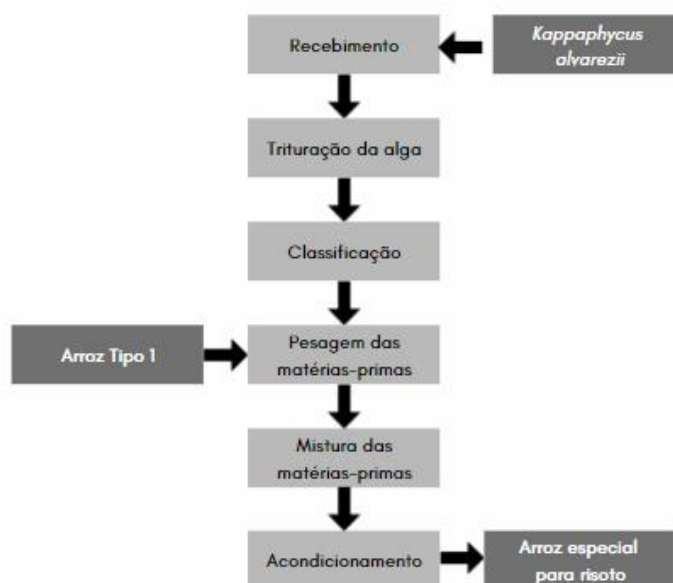 Recebimento
Kappaphycus
alvarezii
Trituração da alga
Classificação
Arroz Tipo 1
Pesagem das
matérias-primas
Mistura das
matérias-primas
Acondicionamento
Arroz especial
para risoto